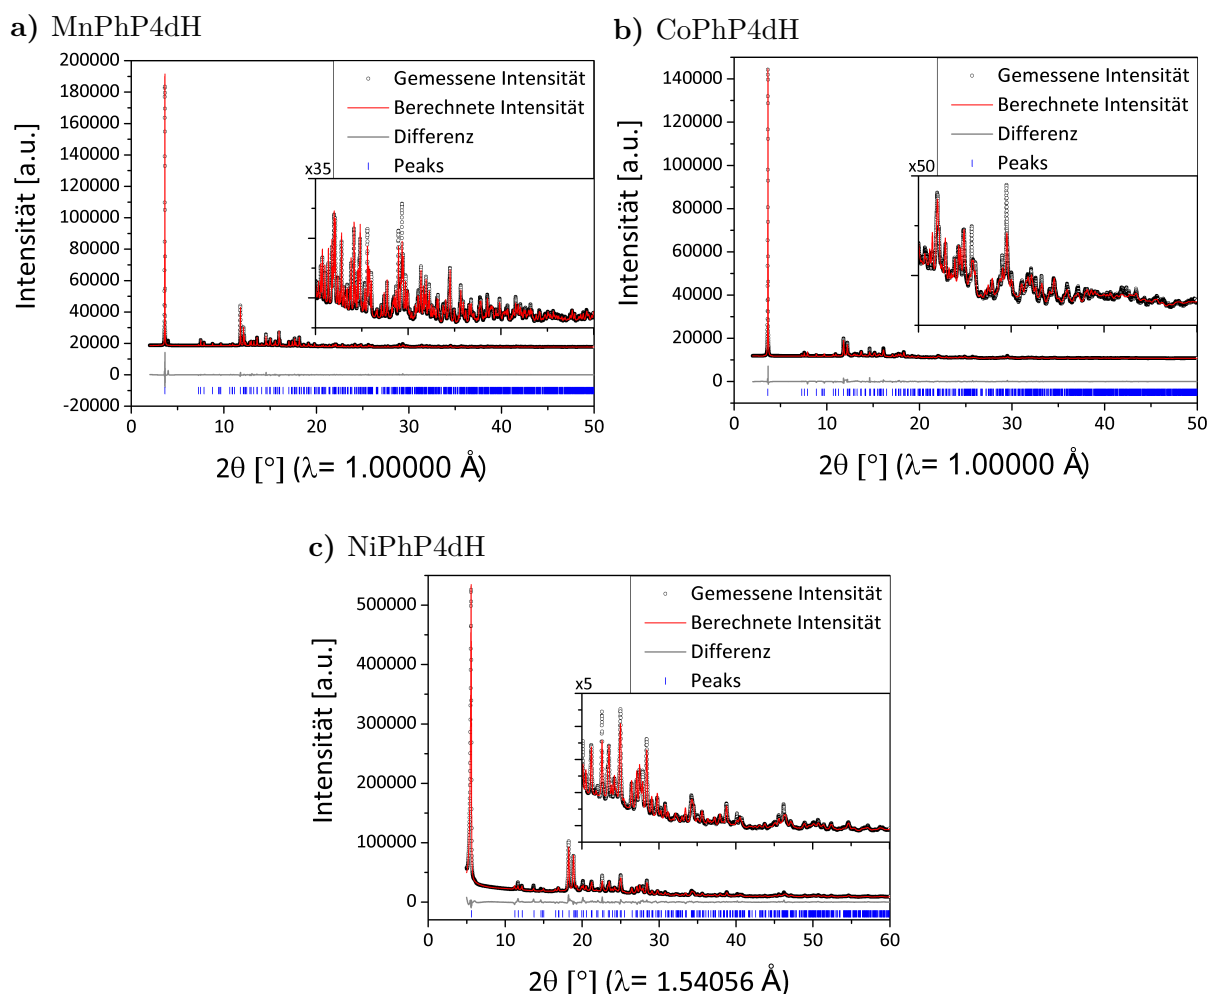 a) MnPhP4dH
200000
180000
160000
140000
120000
100000
80000
60000
40000
20000
0
-20000
Intensität [a.u.]
Gemessene Intensität
Berechnete Intensität
Differenz
Peaks
x35
0 10 20 30 40 50
2θ [°] (λ= 1.00000 Å)
b) CoPhP4dH
140000
120000
100000
80000
60000
40000
20000
0
Intensität [a.u.]
Gemessene Intensität
Berechnete Intensität
Differenz
Peaks
x50
0 10 20 30 40 50
2θ [°] (λ= 1.00000 Å)
c) NiPhP4dH
500000
400000
300000
200000
100000
0
Intensität [a.u.]
Gemessene Intensität
Berechnete Intensität
Differenz
Peaks
x5
0 10 20 30 40 50 60
2θ [°] (λ= 1.54056 Å)